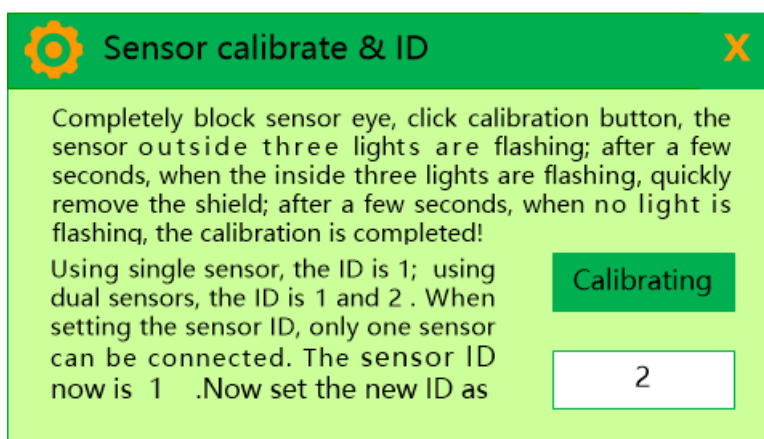 Sensor calibrate & ID
X
Completely block sensor eye, click calibration button, the
sensor outside three lights are flashing; after a few
seconds, when the inside three lights are flashing, quickly
remove the shield; after a few seconds, when no light is
flashing, the calibration is completed!
Using single sensor, the ID is 1; using
dual sensors, the ID is 1 and 2 . When
setting the sensor ID, only one sensor
can be connected. The sensor ID
now is 1 .Now set the new ID as
Calibrating
2